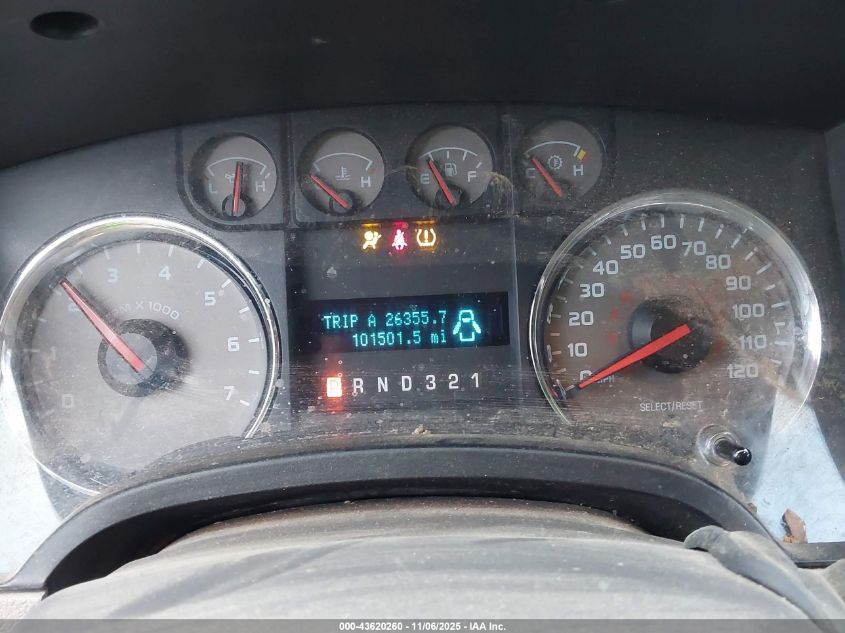 L H
H
E F
C H
TRIP A 26355.7
101501.5 mi
P R N D 3 2 1
0 2 3 4 5 6 7
RPM X 1000
0 10 20 30 40 50 60 70 80 90 100 110 120
MPH
SELECT/RESET
000-43620260 - 11/06/2025 - IAA Inc.